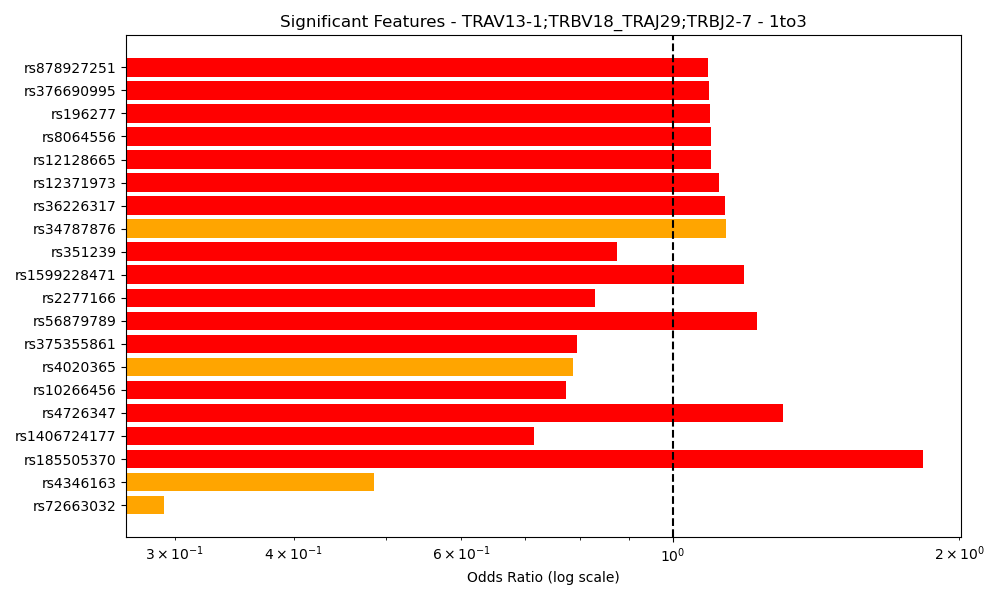 Significant Features - TRAV13-1;TRBV18_TRAJ29;TRBJ2-7 - 1to3
rs878927251
rs376690995
rs196277
rs8064556
rs12128665
rs12371973
rs36226317
rs34787876
rs351239
rs1599228471
rs2277166
rs56879789
rs375355861
rs4020365
rs10266456
rs4726347
rs1406724177
rs185505370
rs4346163
rs72663032
3 × 10⁻¹ 4 × 10⁻¹ 6 × 10⁻¹ 10⁰ 2 × 10⁰
Odds Ratio (log scale)